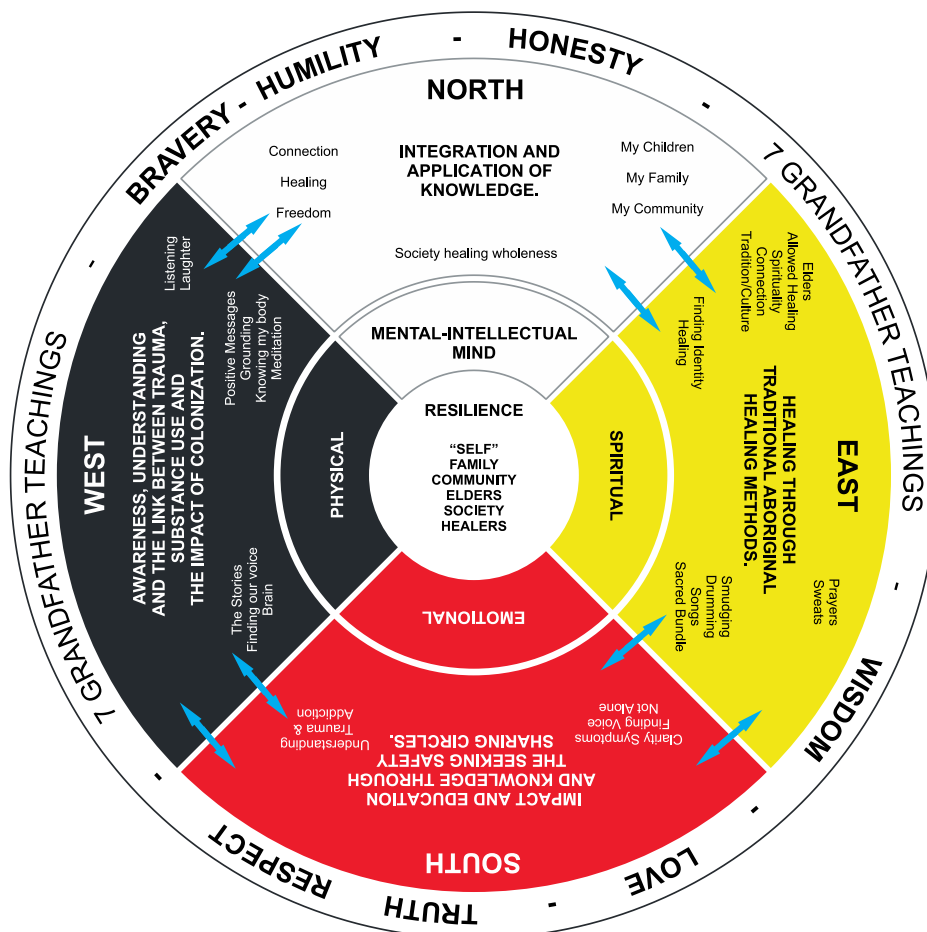 BRAVERY - HUMILITY - HONESTY -
7 GRANDFATHER TEACHINGS
- WISDOM
- LOVE
- TRUTH
RESPECT -
7 GRANDFATHER TEACHINGS -
NORTH
INTEGRATION AND
APPLICATION OF
KNOWLEDGE.
Connection
Healing
Freedom
My Children
My Family
My Community
Society healing wholeness
MENTAL-INTELLECTUAL
MIND
EAST
HEALING THROUGH
TRADITIONAL ABORIGINAL
HEALING METHODS.
Elders
Allowed Healing
Spirituality
Connection
Tradition/Culture
Finding Identity
Healing
Prayers
Sweats
Smudging
Drumming
Songs
Sacred Bundle
SPIRITUAL
SOUTH
IMPACT AND EDUCATION
AND KNOWLEDGE THROUGH
THE SEEKING SAFETY
SHARING CIRCLES.
Clarity Symptoms
Finding Voice
Not Alone
Understanding
Trauma &
Addiction
EMOTIONAL
WEST
AWARENESS, UNDERSTANDING
AND THE LINK BETWEEN TRAUMA,
SUBSTANCE USE AND
THE IMPACT OF COLONIZATION.
Listening
Laughter
Positive Messages
Grounding
Knowing my body
Meditation
The Stories
Finding our voice
Brain
PHYSICAL
RESILIENCE
“SELF”
FAMILY
COMMUNITY
ELDERS
SOCIETY
HEALERS